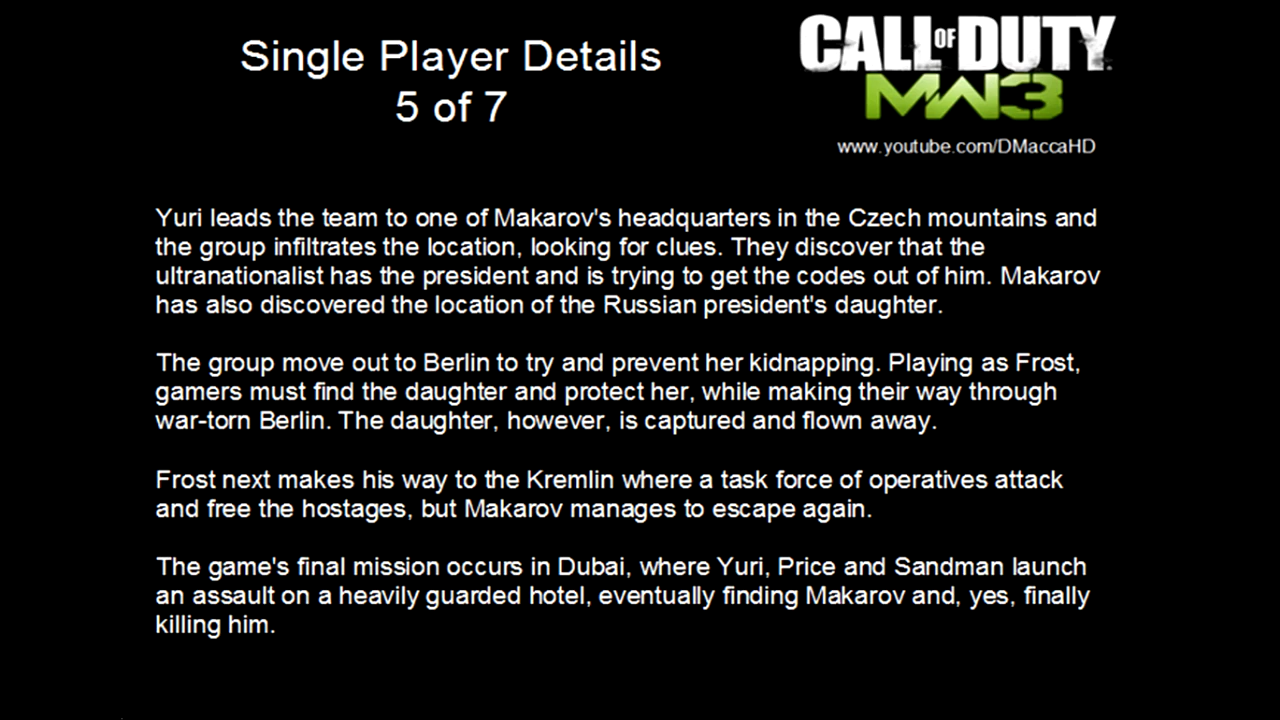 Single Player Details
5 of 7
CALL OF DUTY
MW3
www.youtube.com/DMaccaHD
Yuri leads the team to one of Makarov's headquarters in the Czech mountains and
the group infiltrates the location, looking for clues. They discover that the
ultranationalist has the president and is trying to get the codes out of him. Makarov
has also discovered the location of the Russian president's daughter.
The group move out to Berlin to try and prevent her kidnapping. Playing as Frost,
gamers must find the daughter and protect her, while making their way through
war-torn Berlin. The daughter, however, is captured and flown away.
Frost next makes his way to the Kremlin where a task force of operatives attack
and free the hostages, but Makarov manages to escape again.
The game's final mission occurs in Dubai, where Yuri, Price and Sandman launch
an assault on a heavily guarded hotel, eventually finding Makarov and, yes, finally
killing him.